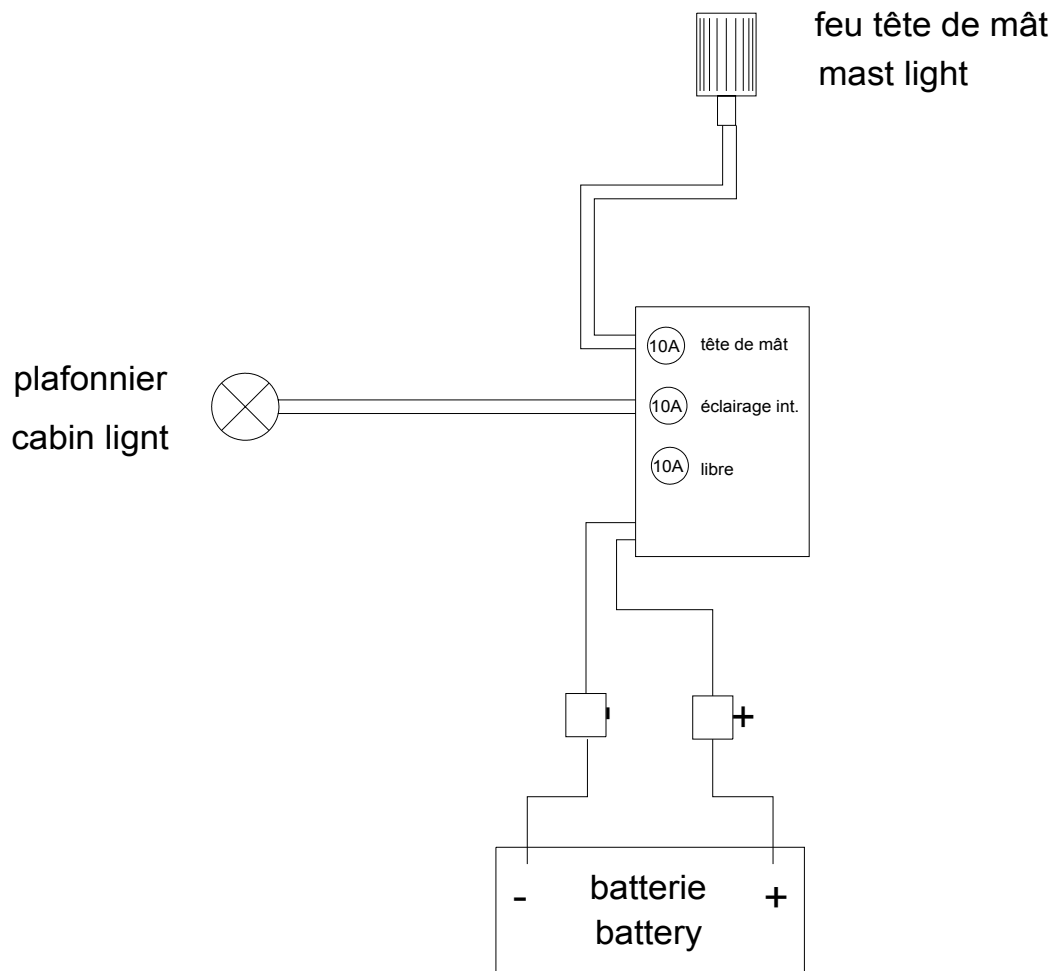 feu tête de mât
mast light
10A tête de mât
plafonnier
cabin lignt
10A éclairage int.
10A libre
- +
- batterie +
battery